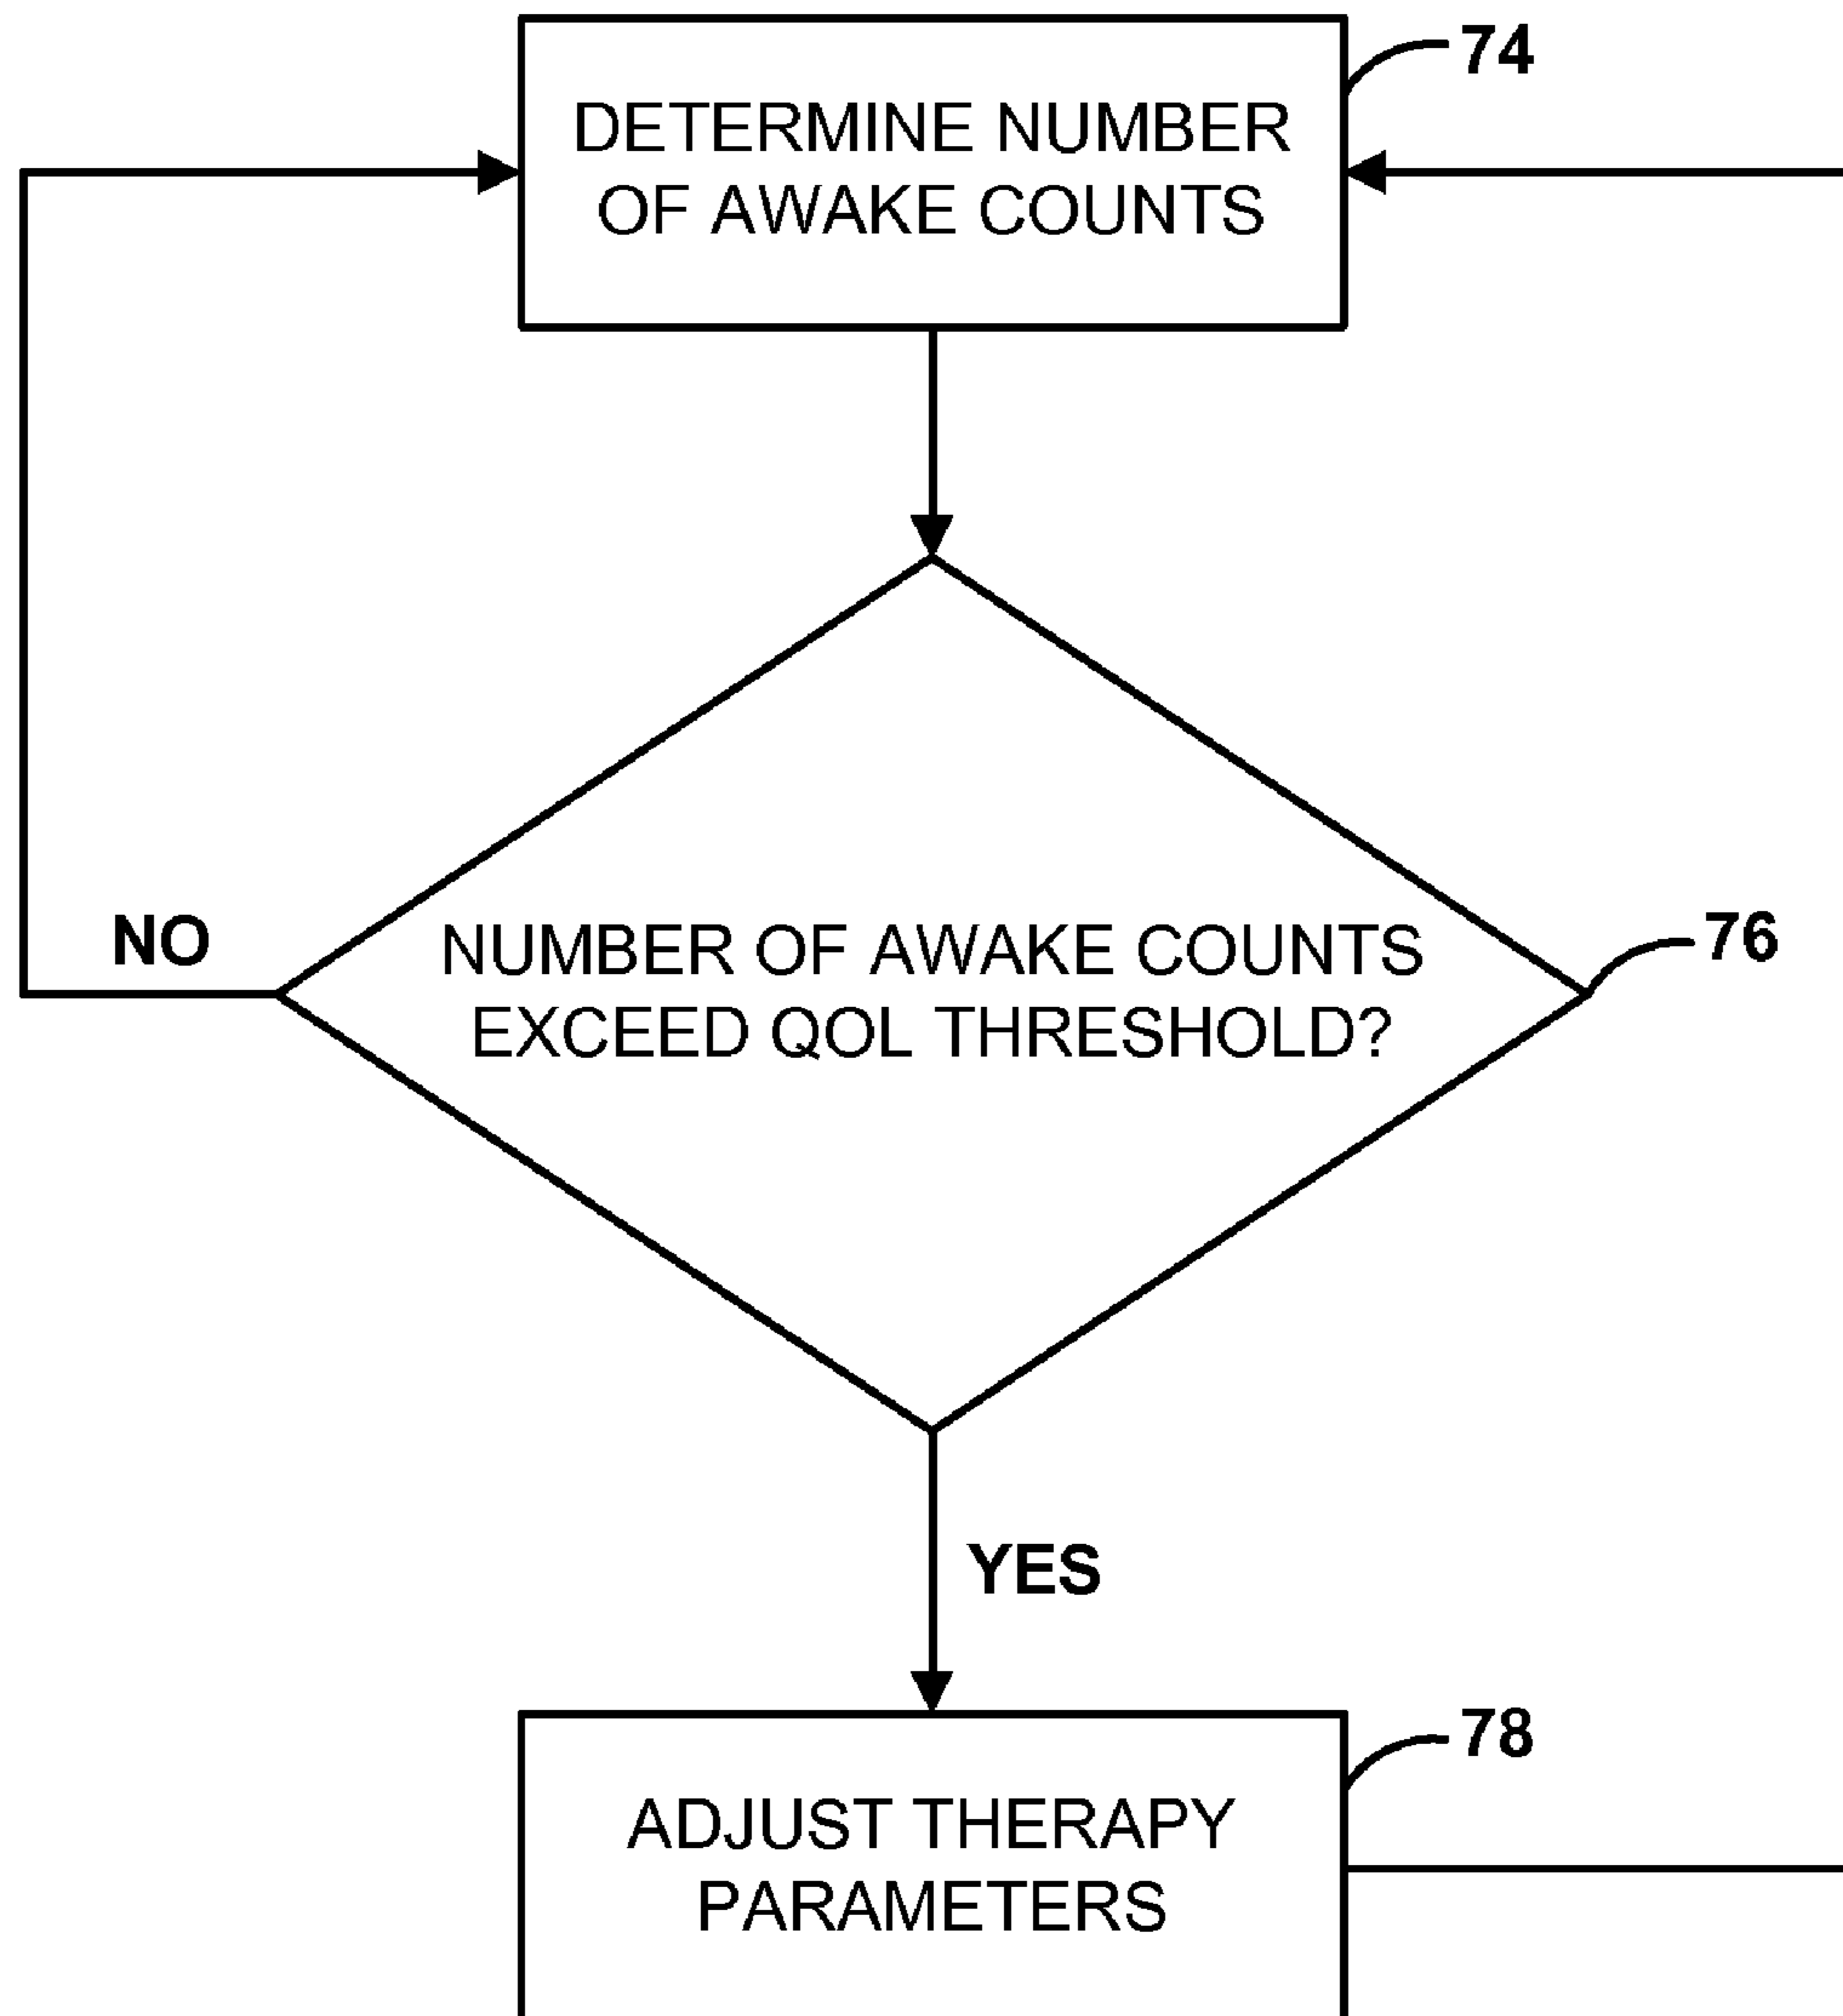 74
DETERMINE NUMBER
OF AWAKE COUNTS
NO
NUMBER OF AWAKE COUNTS
EXCEED QOL THRESHOLD?
76
YES
78
ADJUST THERAPY
PARAMETERS